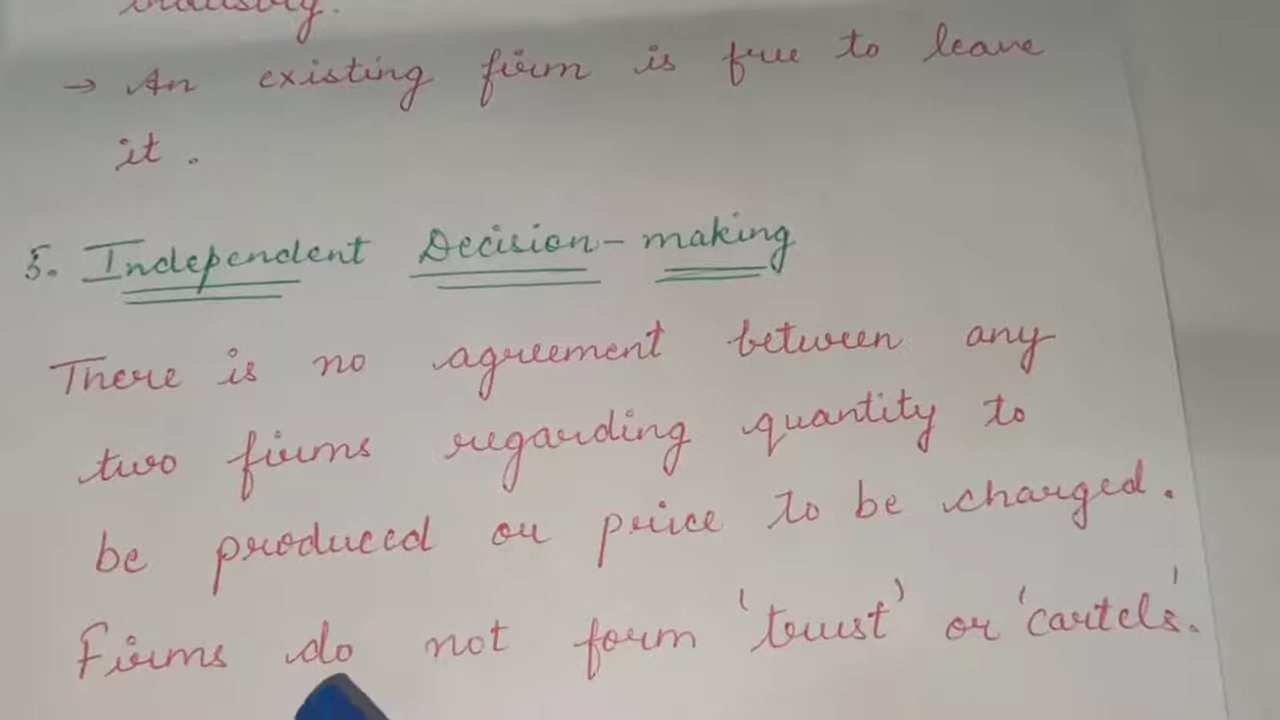 industry.
→ An existing firm is free to leave
it.
5. Independent Decision-making
There is no agreement between any
two firms regarding quantity to
be produced or price to be charged.
Firms do not form 'trust' or 'cartels'.